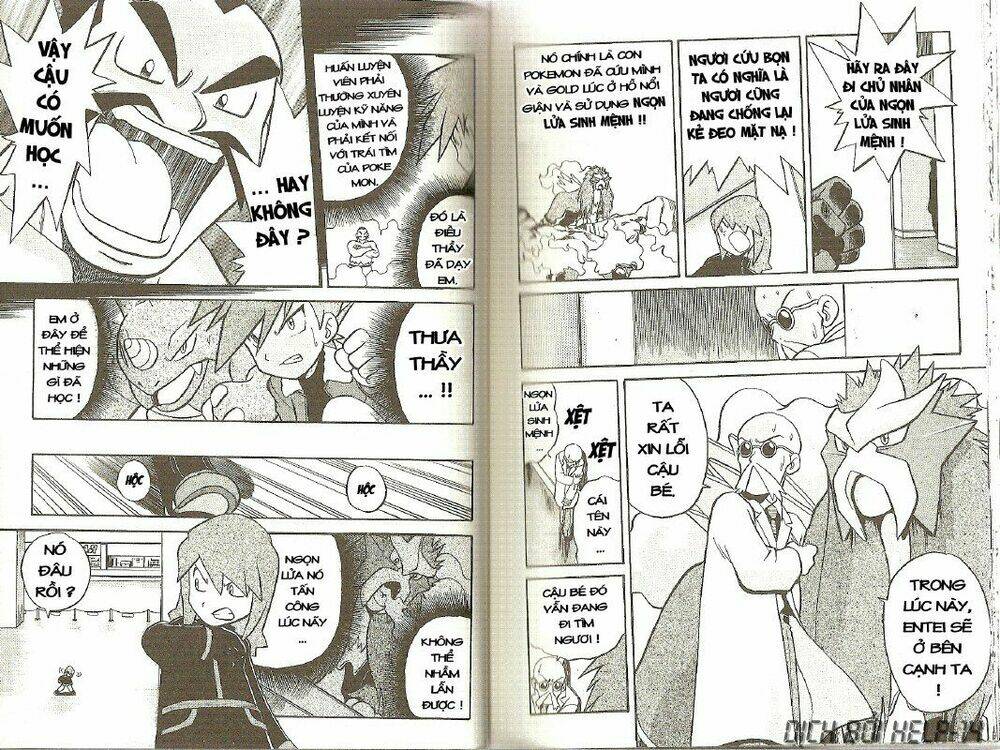 HÃY RA ĐÂY
ĐI CHỦ NHÂN
CỦA NGỌN
LỬA SINH
MỆNH !
NGƯƠI CỨU BỌN
TA CÓ NGHĨA LÀ
NGƯƠI CŨNG
ĐANG CHỐNG LẠI
KẺ ĐEO MẶT NẠ !
NÓ CHÍNH LÀ CON
POKEMON ĐÃ CỨU MÌNH
VÀ GOLD LÚC Ở HỒ NỔI
GIẬN VÀ SỬ DỤNG NGỌN
LỬA SINH MỆNH !!
NGỌN
LỬA
SINH
MỆNH
...
XỆT
XỆT
CÁI
TÊN NÀY
...
CẬU BÉ ĐÓ
VẪN ĐANG
ĐI TÌM
NGƯƠI !
TA
RẤT
XIN LỖI
CẬU
BÉ.
TRONG
LÚC NÀY,
ENTEI SẼ
Ở BÊN
CẠNH TA
!
HUẤN LUYỆN
VIÊN PHẢI
THƯỜNG XUYÊN
LUYỆN KỸ NĂNG
CỦA MÌNH VÀ
PHẢI KẾT NỐI
VỚI TRÁI TIM
CỦA POKE
MON.
ĐÓ LÀ
ĐIỀU
THẦY
ĐÃ DẠY
EM.
VẬY
CẬU
CÓ
MUỐN
HỌC
...
... HAY
KHÔNG
ĐÂY ?
THƯA
THẦY
... !!
EM Ở
ĐÂY ĐỂ
THỂ HIỆN
NHỮNG
GÌ ĐÃ
HỌC !
HỘC
HỘC
NGỌN
LỬA NÓ
TẤN
CÔNG
LÚC NÃY
...
KHÔNG
THỂ
NHẦM
LẪN
ĐƯỢC !
NÓ
ĐÂU
RỒI ?
DICH BOI HELPH74